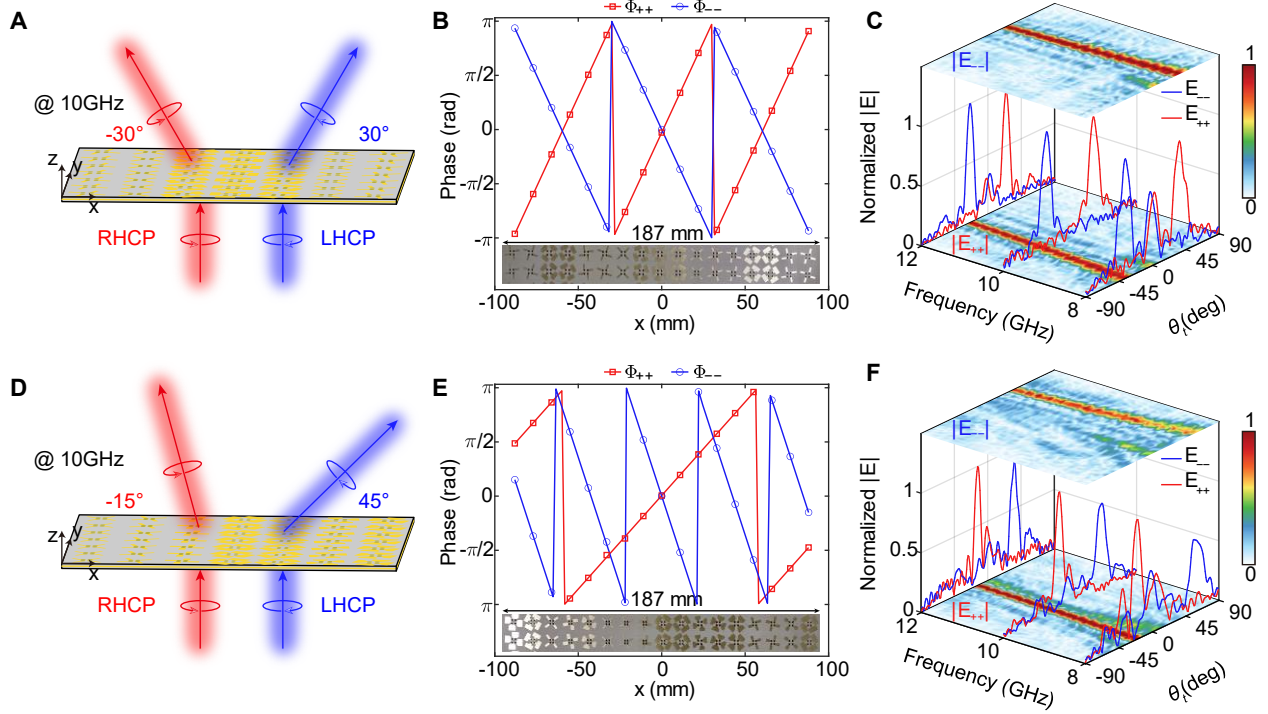 A
@ 10GHz
-30°
30°
z
y
x
RHCP
LHCP
B
Φ++
Φ--
Phase (rad)
π
π/2
0
-π/2
-π
187 mm
-100
-50
0
50
100
x (mm)
C
|E--|
E--
E++
Normalized |E|
1
0.5
0
|E++|
12
10
8
Frequency (GHz)
-90
-45
0
45
90
θt(deg)
1
0
D
@ 10GHz
-15°
45°
z
y
x
RHCP
LHCP
E
Φ++
Φ--
Phase (rad)
π
π/2
0
-π/2
π
187 mm
-100
-50
0
50
100
x (mm)
F
|E--|
E--
E++
Normalized |E|
1
0.5
0
|E++|
12
10
8
Frequency (GHz)
-90
-45
0
45
90
θt(deg)
1
0